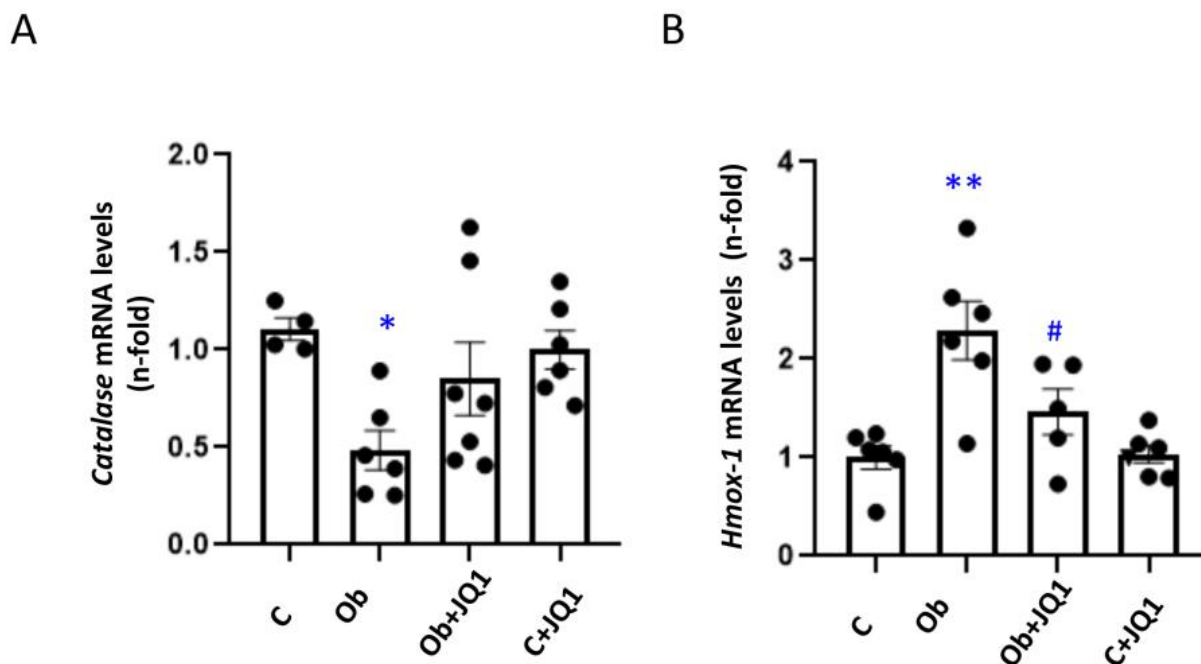 A
B
Catalase mRNA levels
(n-fold)
2.0
1.5
1.0
0.5
0.0
*
C
Ob
Ob+JQ1
C+JQ1
Hmox-1 mRNA levels (n-fold)
4
3
2
1
0
**
#
C
Ob
Ob+JQ1
C+JQ1